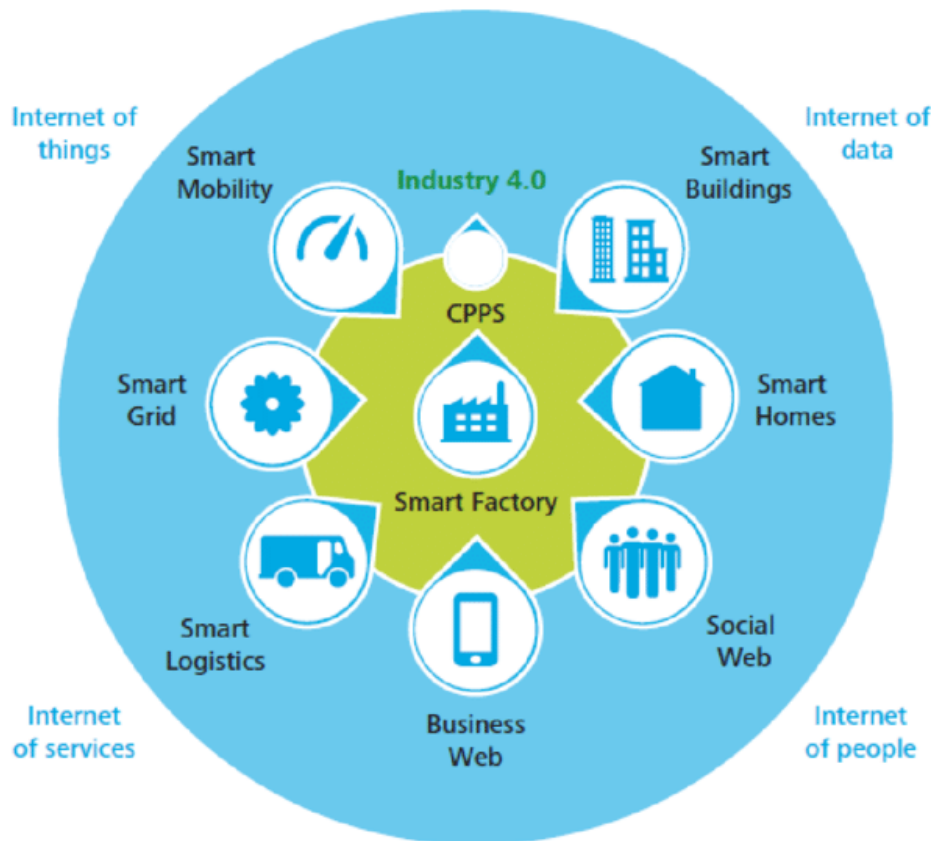 Internet of
things
Internet of
data
Smart
Mobility
Industry 4.0
Smart
Buildings
CPPS
Smart
Grid
Smart
Homes
Smart Factory
Smart
Logistics
Social
Web
Internet
of services
Business
Web
Internet
of people